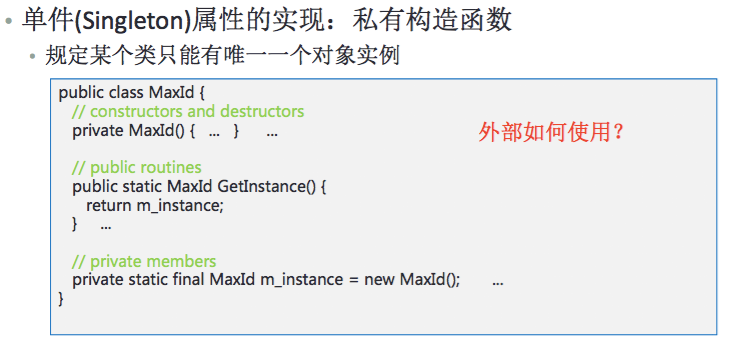 • 单件(Singleton)属性的实现：私有构造函数
• 规定某个类只能有唯一一个对象实例
public class MaxId {
// constructors and destructors
private MaxId() { ... } ...
外部如何使用？
// public routines
public static MaxId GetInstance() {
return m_instance;
} ...
// private members
private static final MaxId m_instance = new MaxId(); ...
}